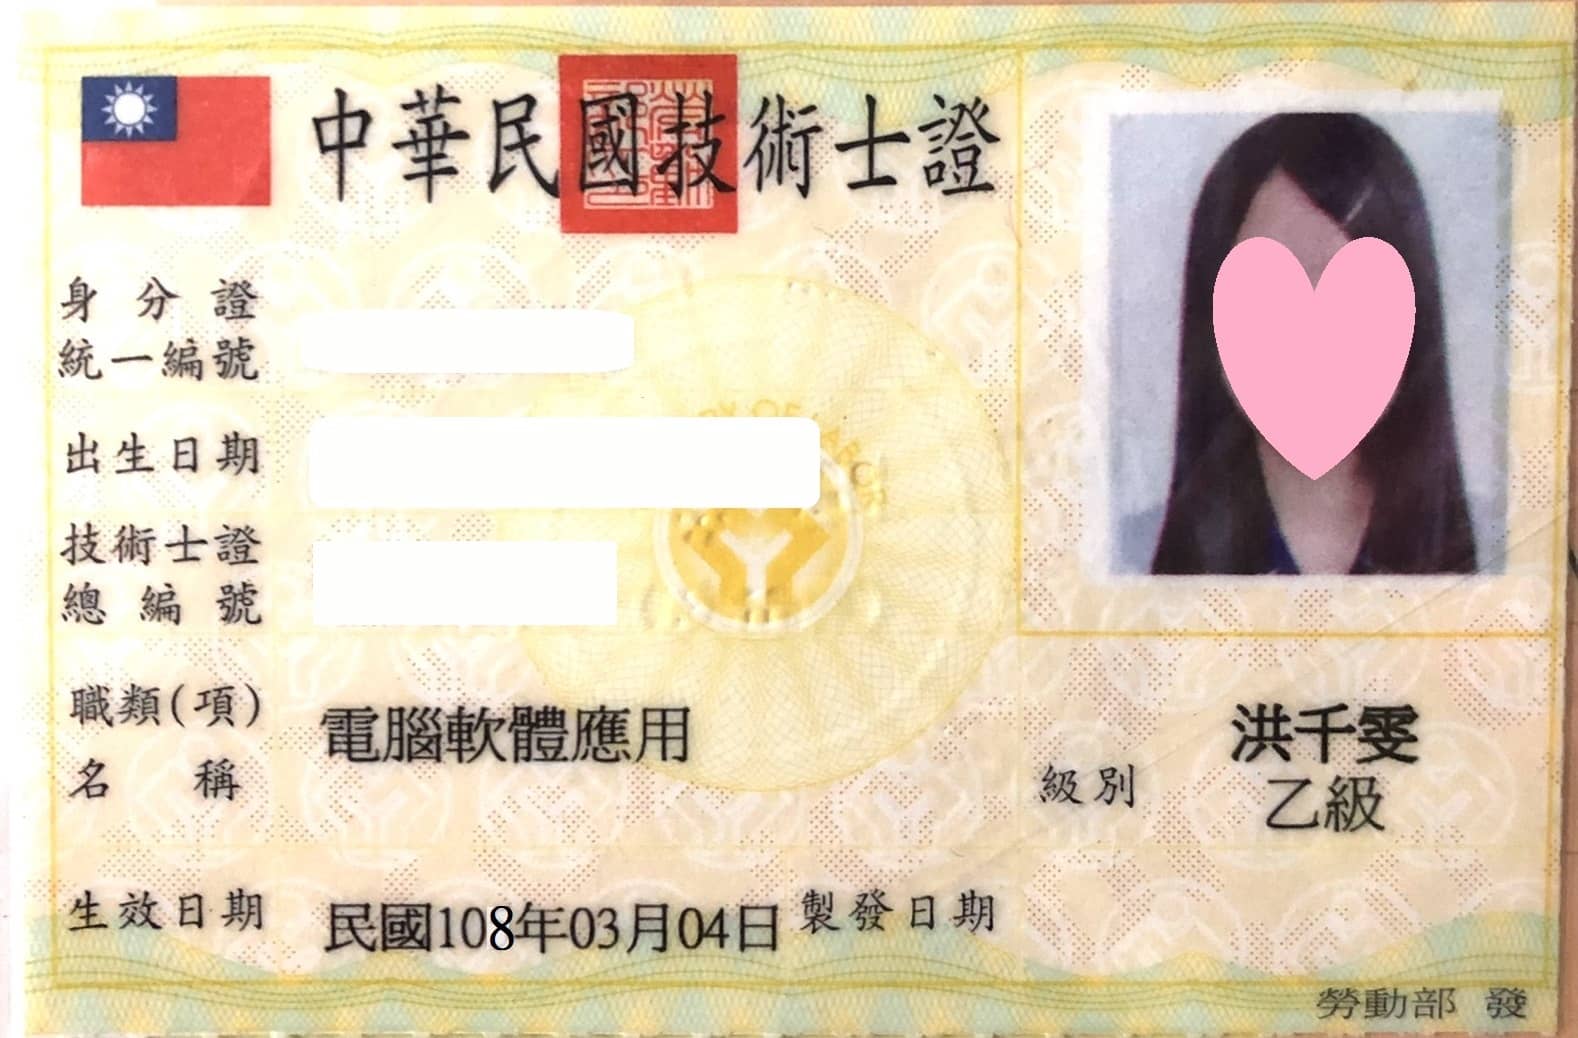 中華民國技術士證
身分證
統一編號
出生日期
技術士證
總編號
職類(項)
名稱
電腦軟體應用
洪千雯
級別
乙級
生效日期
民國108年03月04日
製發日期
勞動部 發